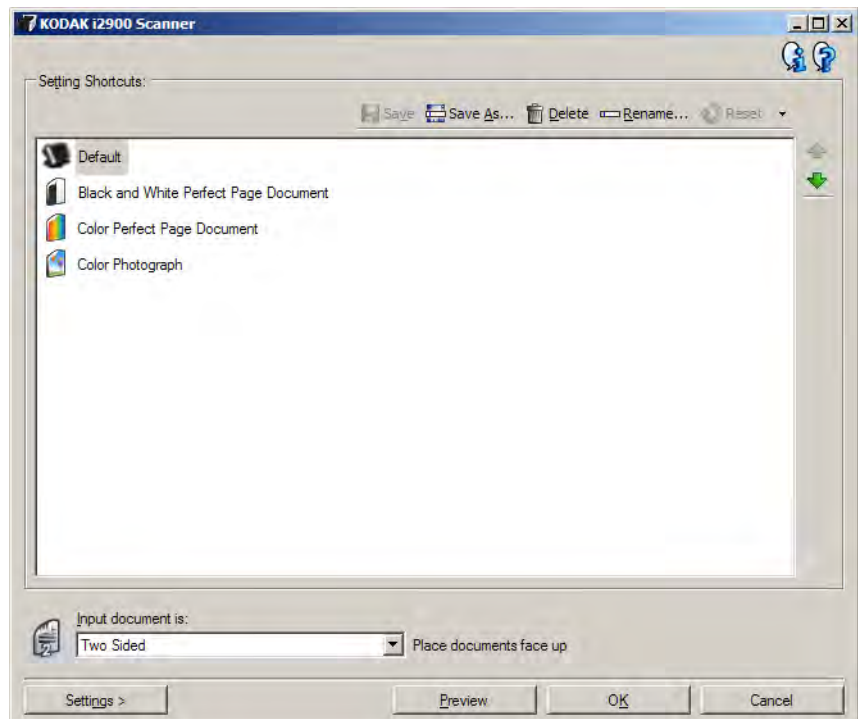 KODAK i2900 Scanner
Setting Shortcuts:
Save Save As... Delete Rename... Reset
Default
Black and White Perfect Page Document
Color Perfect Page Document
Color Photograph
Input document is:
Two Sided Place documents face up
Settings > Preview OK Cancel